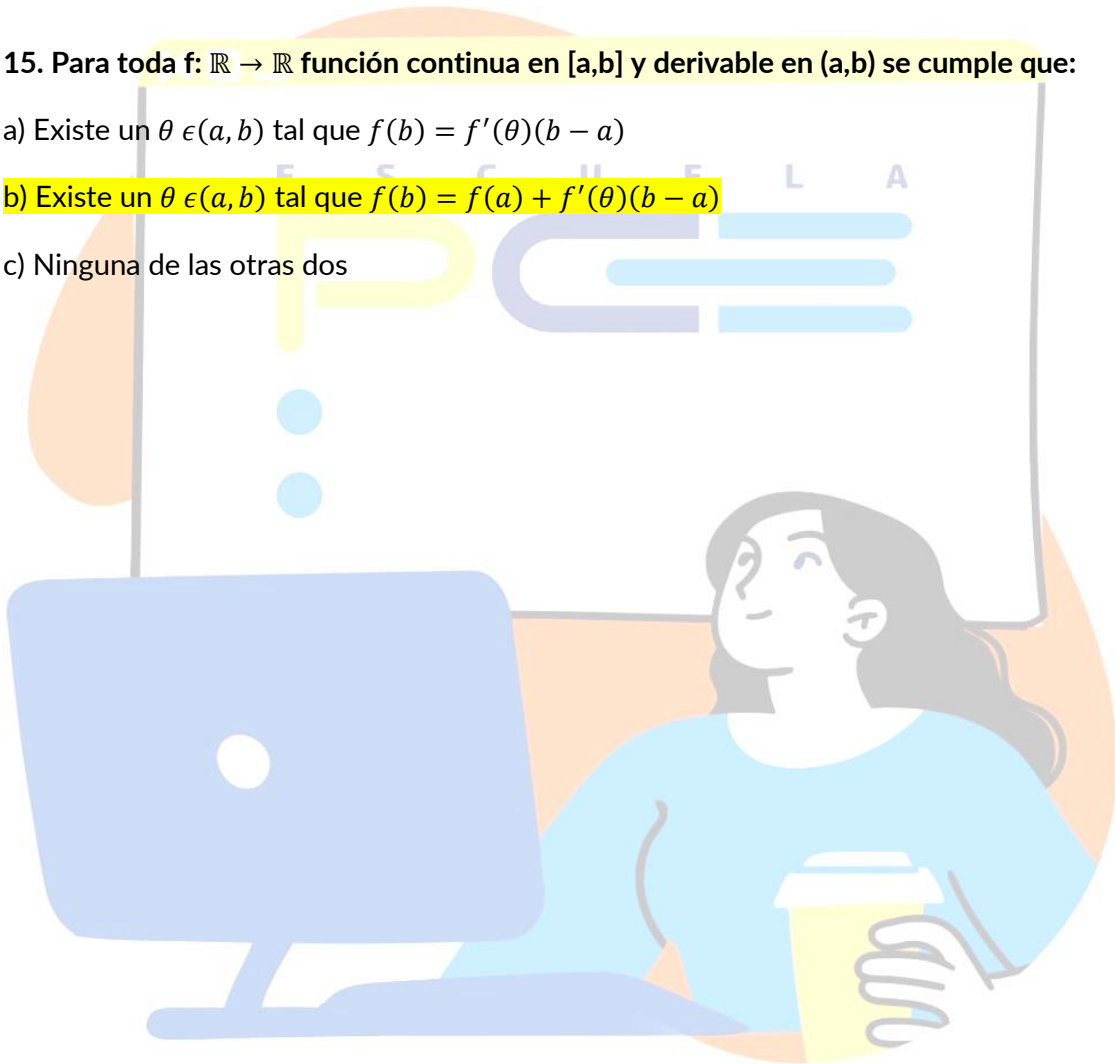 15. Para toda f: ℝ → ℝ función continua en [a,b] y derivable en (a,b) se cumple que:
a) Existe un 𝜃 𝜖(𝑎, 𝑏) tal que 𝑓(𝑏) = 𝑓′(𝜃)(𝑏 − 𝑎)
E S C U E L A
b) Existe un 𝜃 𝜖(𝑎, 𝑏) tal que 𝑓(𝑏) = 𝑓(𝑎) + 𝑓′(𝜃)(𝑏 − 𝑎)
PCE
c) Ninguna de las otras dos